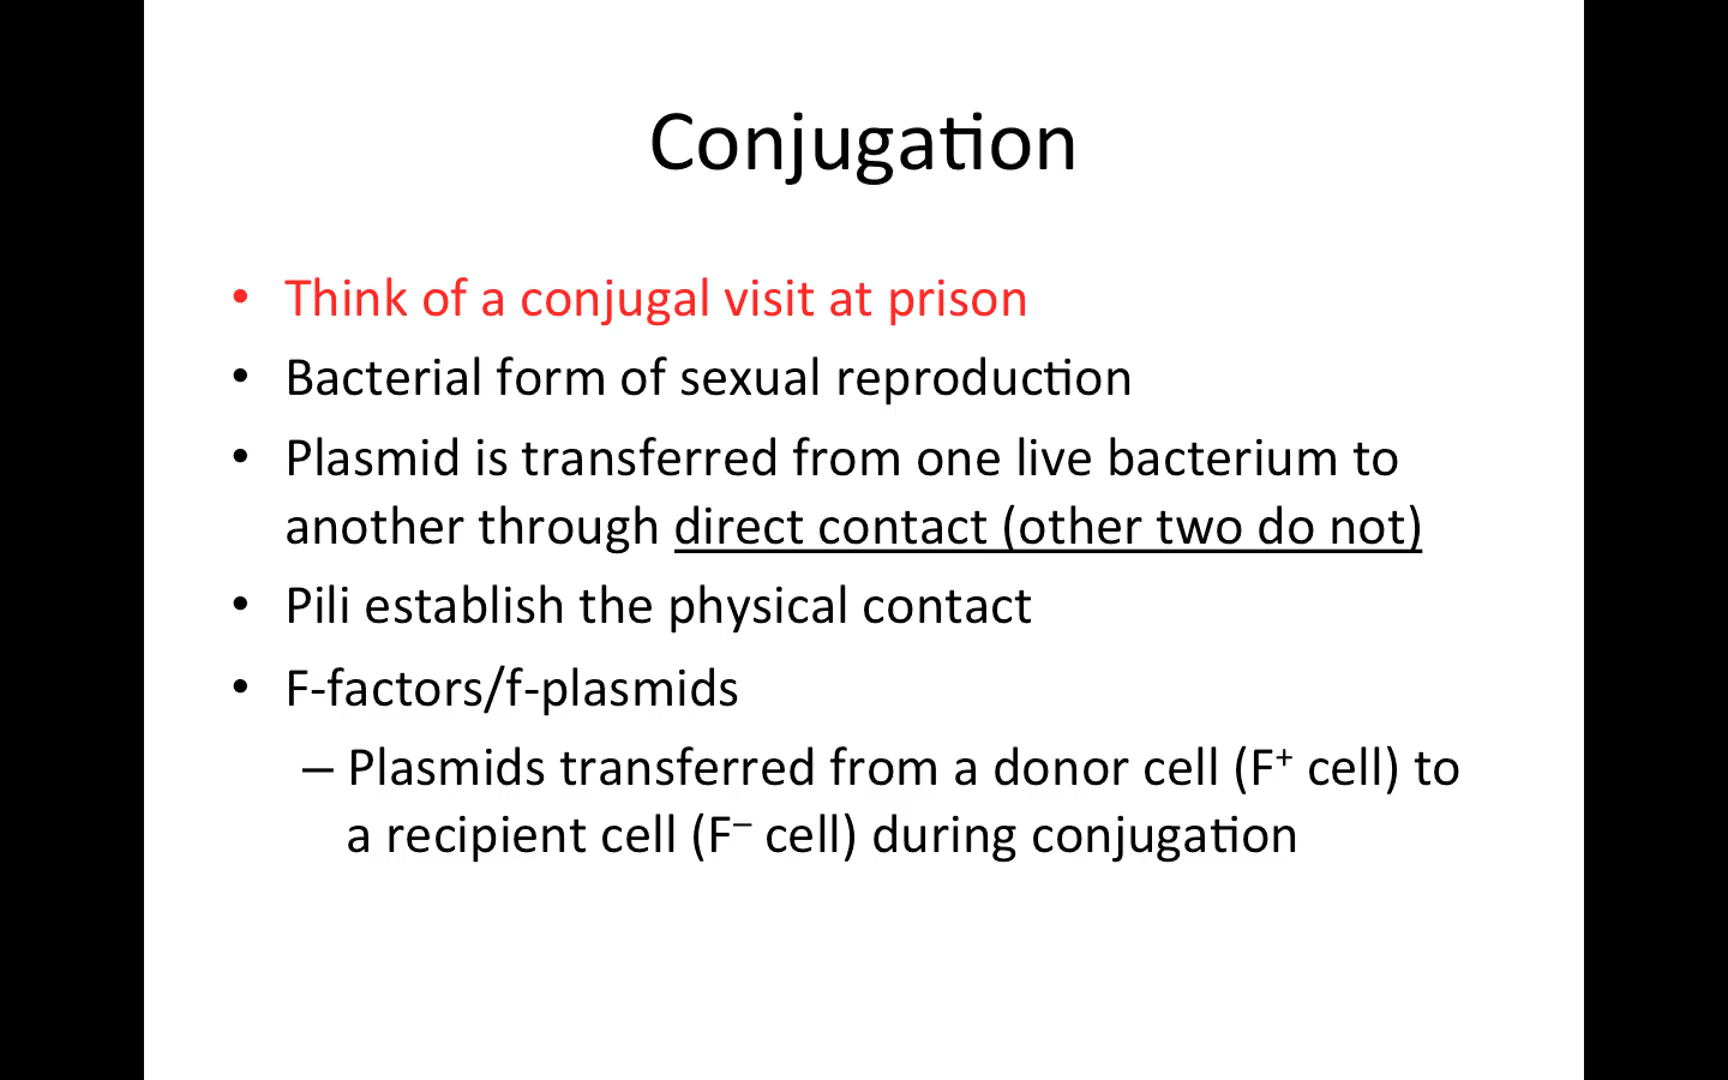 Conjugation
• Think of a conjugal visit at prison
• Bacterial form of sexual reproduction
• Plasmid is transferred from one live bacterium to
another through direct contact (other two do not)
• Pili establish the physical contact
• F-factors/f-plasmids
– Plasmids transferred from a donor cell (F⁺ cell) to
a recipient cell (F⁻ cell) during conjugation